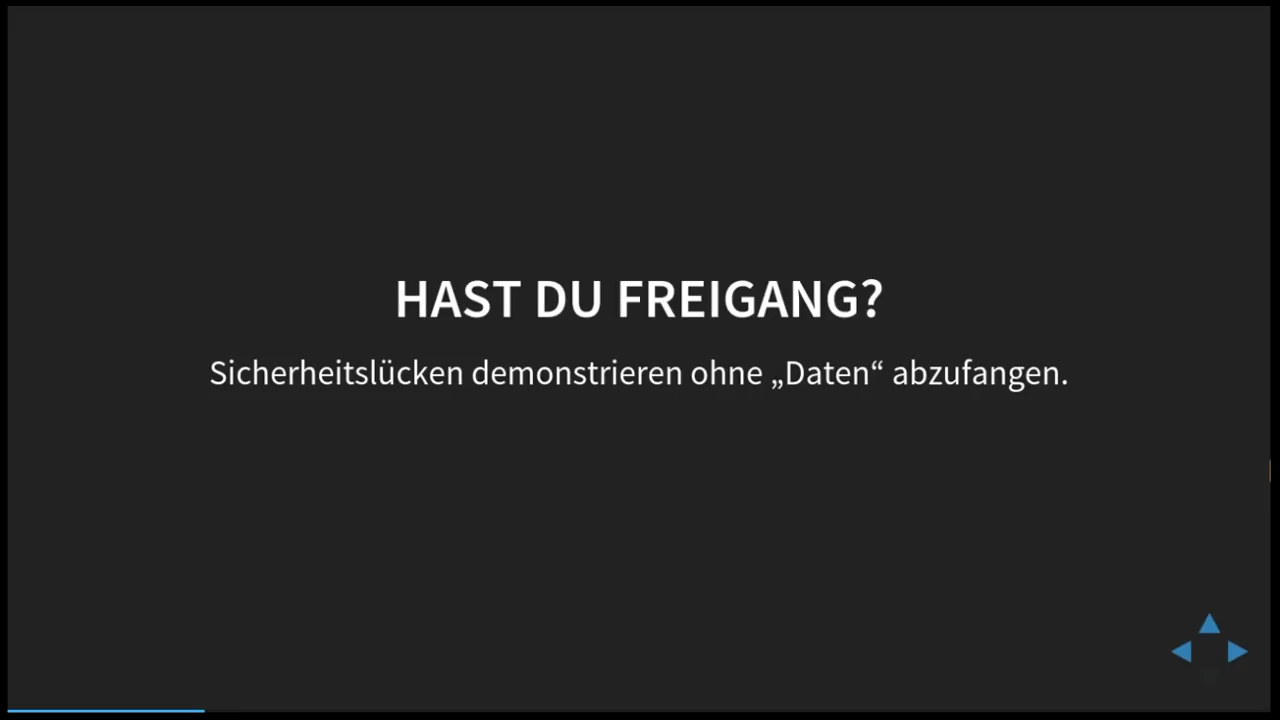 HAST DU FREIGANG?
Sicherheitslücken demonstrieren ohne „Daten“ abzufangen.